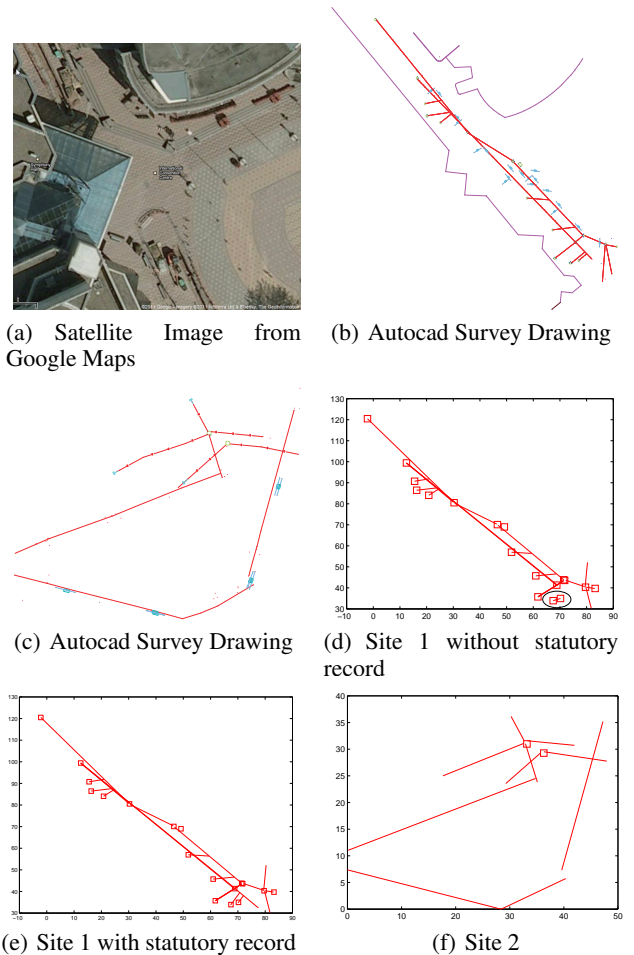 International
Convention
Centre
(a) Satellite Image from
Google Maps
(b) Autocad Survey Drawing
(c) Autocad Survey Drawing
130
120
110
100
90
80
70
60
50
40
30
−10 0 10 20 30 40 50 60 70 80 90
(d) Site 1 without statutory
record
130
120
110
100
90
80
70
60
50
40
30
−10 0 10 20 30 40 50 60 70 80 90
(e) Site 1 with statutory record
40
35
30
25
20
15
10
5
0
0 10 20 30 40 50
(f) Site 2